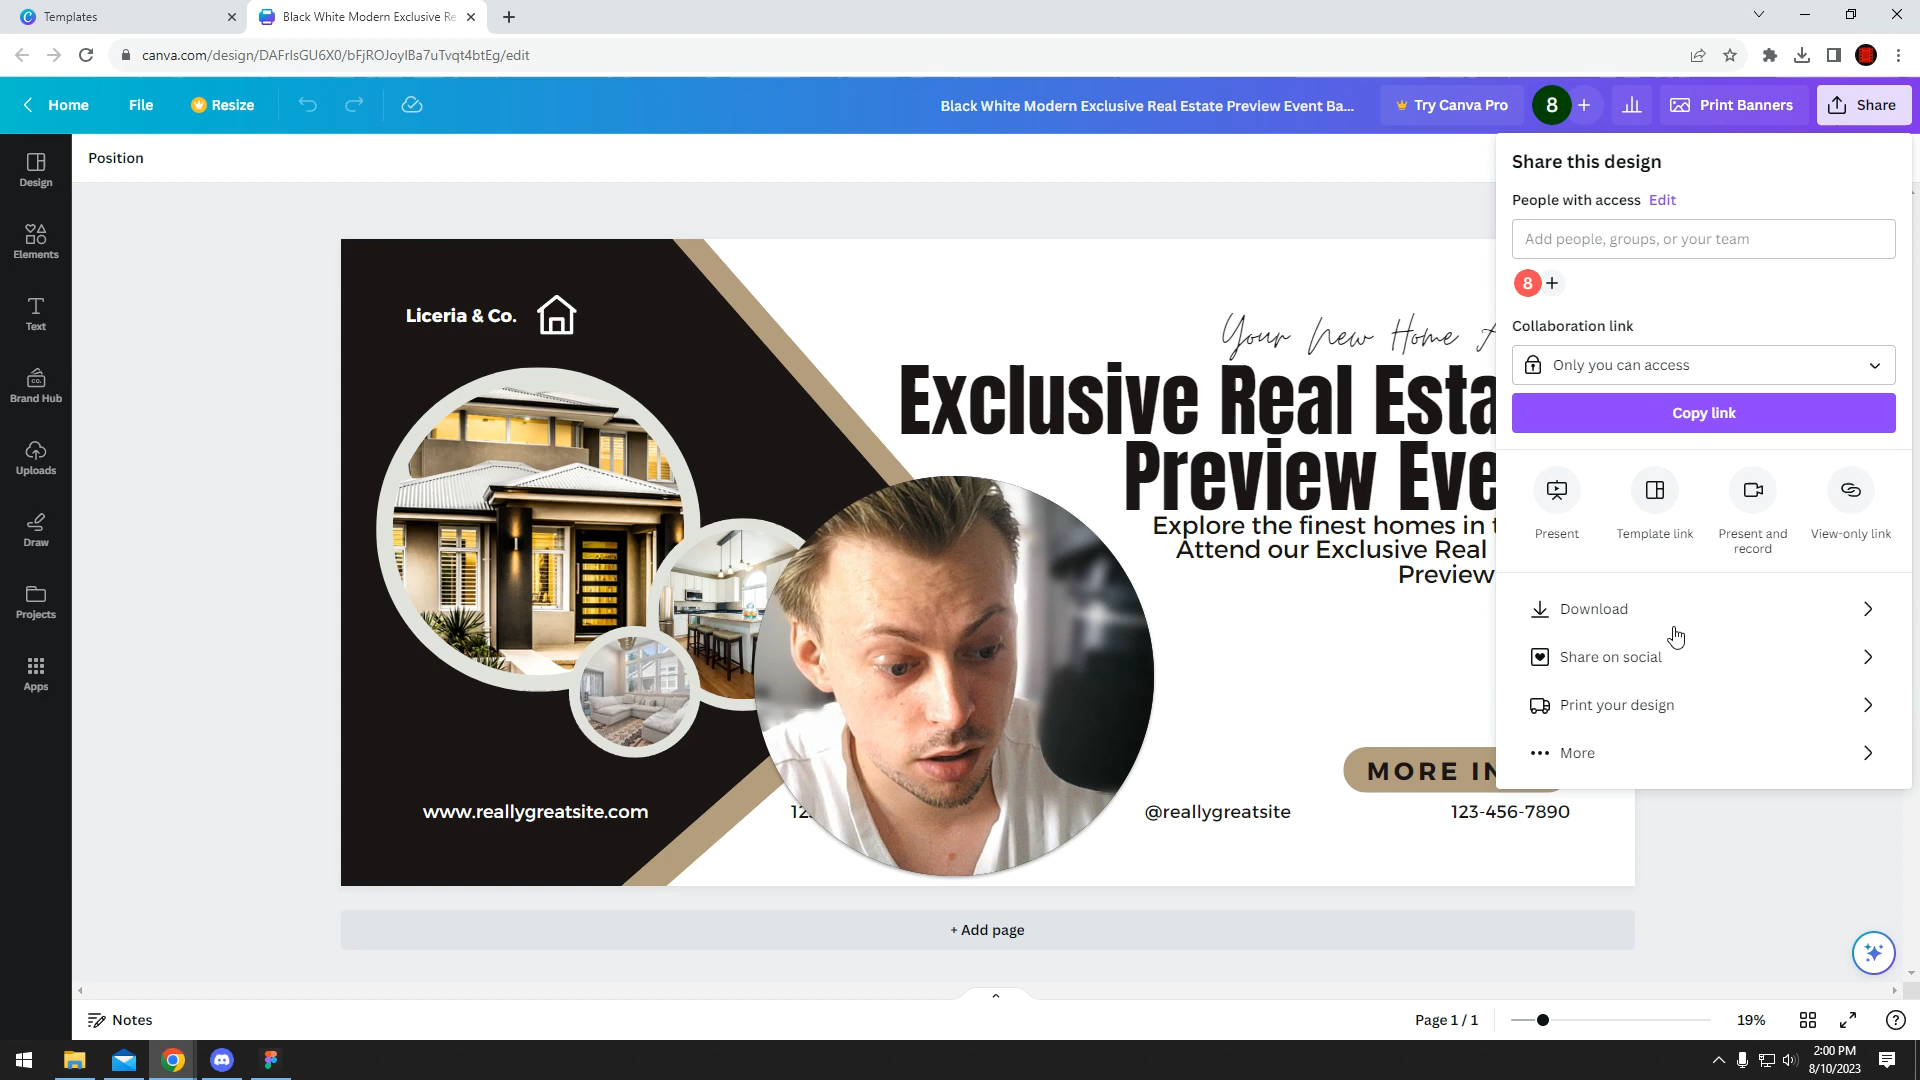 Templates
Black White Modern Exclusive Re
canva.com/design/DAFrlsGU6X0/bFjROJoylBa7uTvqt4btEg/edit
Home
File
Resize
Black White Modern Exclusive Real Estate Preview Event Ba...
Try Canva Pro
8
Print Banners
Share
Position
Design
Elements
Text
Brand Hub
Uploads
Draw
Projects
Apps
Liceria & Co.
Your New Home
Exclusive Real Esta
Preview Eve
Explore the finest homes in
Attend our Exclusive Real
Preview
MORE IN
www.reallygreatsite.com
@reallygreatsite
123-456-7890
+ Add page
Share this design
People with access Edit
Add people, groups, or your team
8
Collaboration link
Only you can access
Copy link
Present
Template link
Present and
record
View-only link
Download
Share on social
Print your design
More
Notes
Page 1 / 1
19%
2:00 PM
8/10/2023